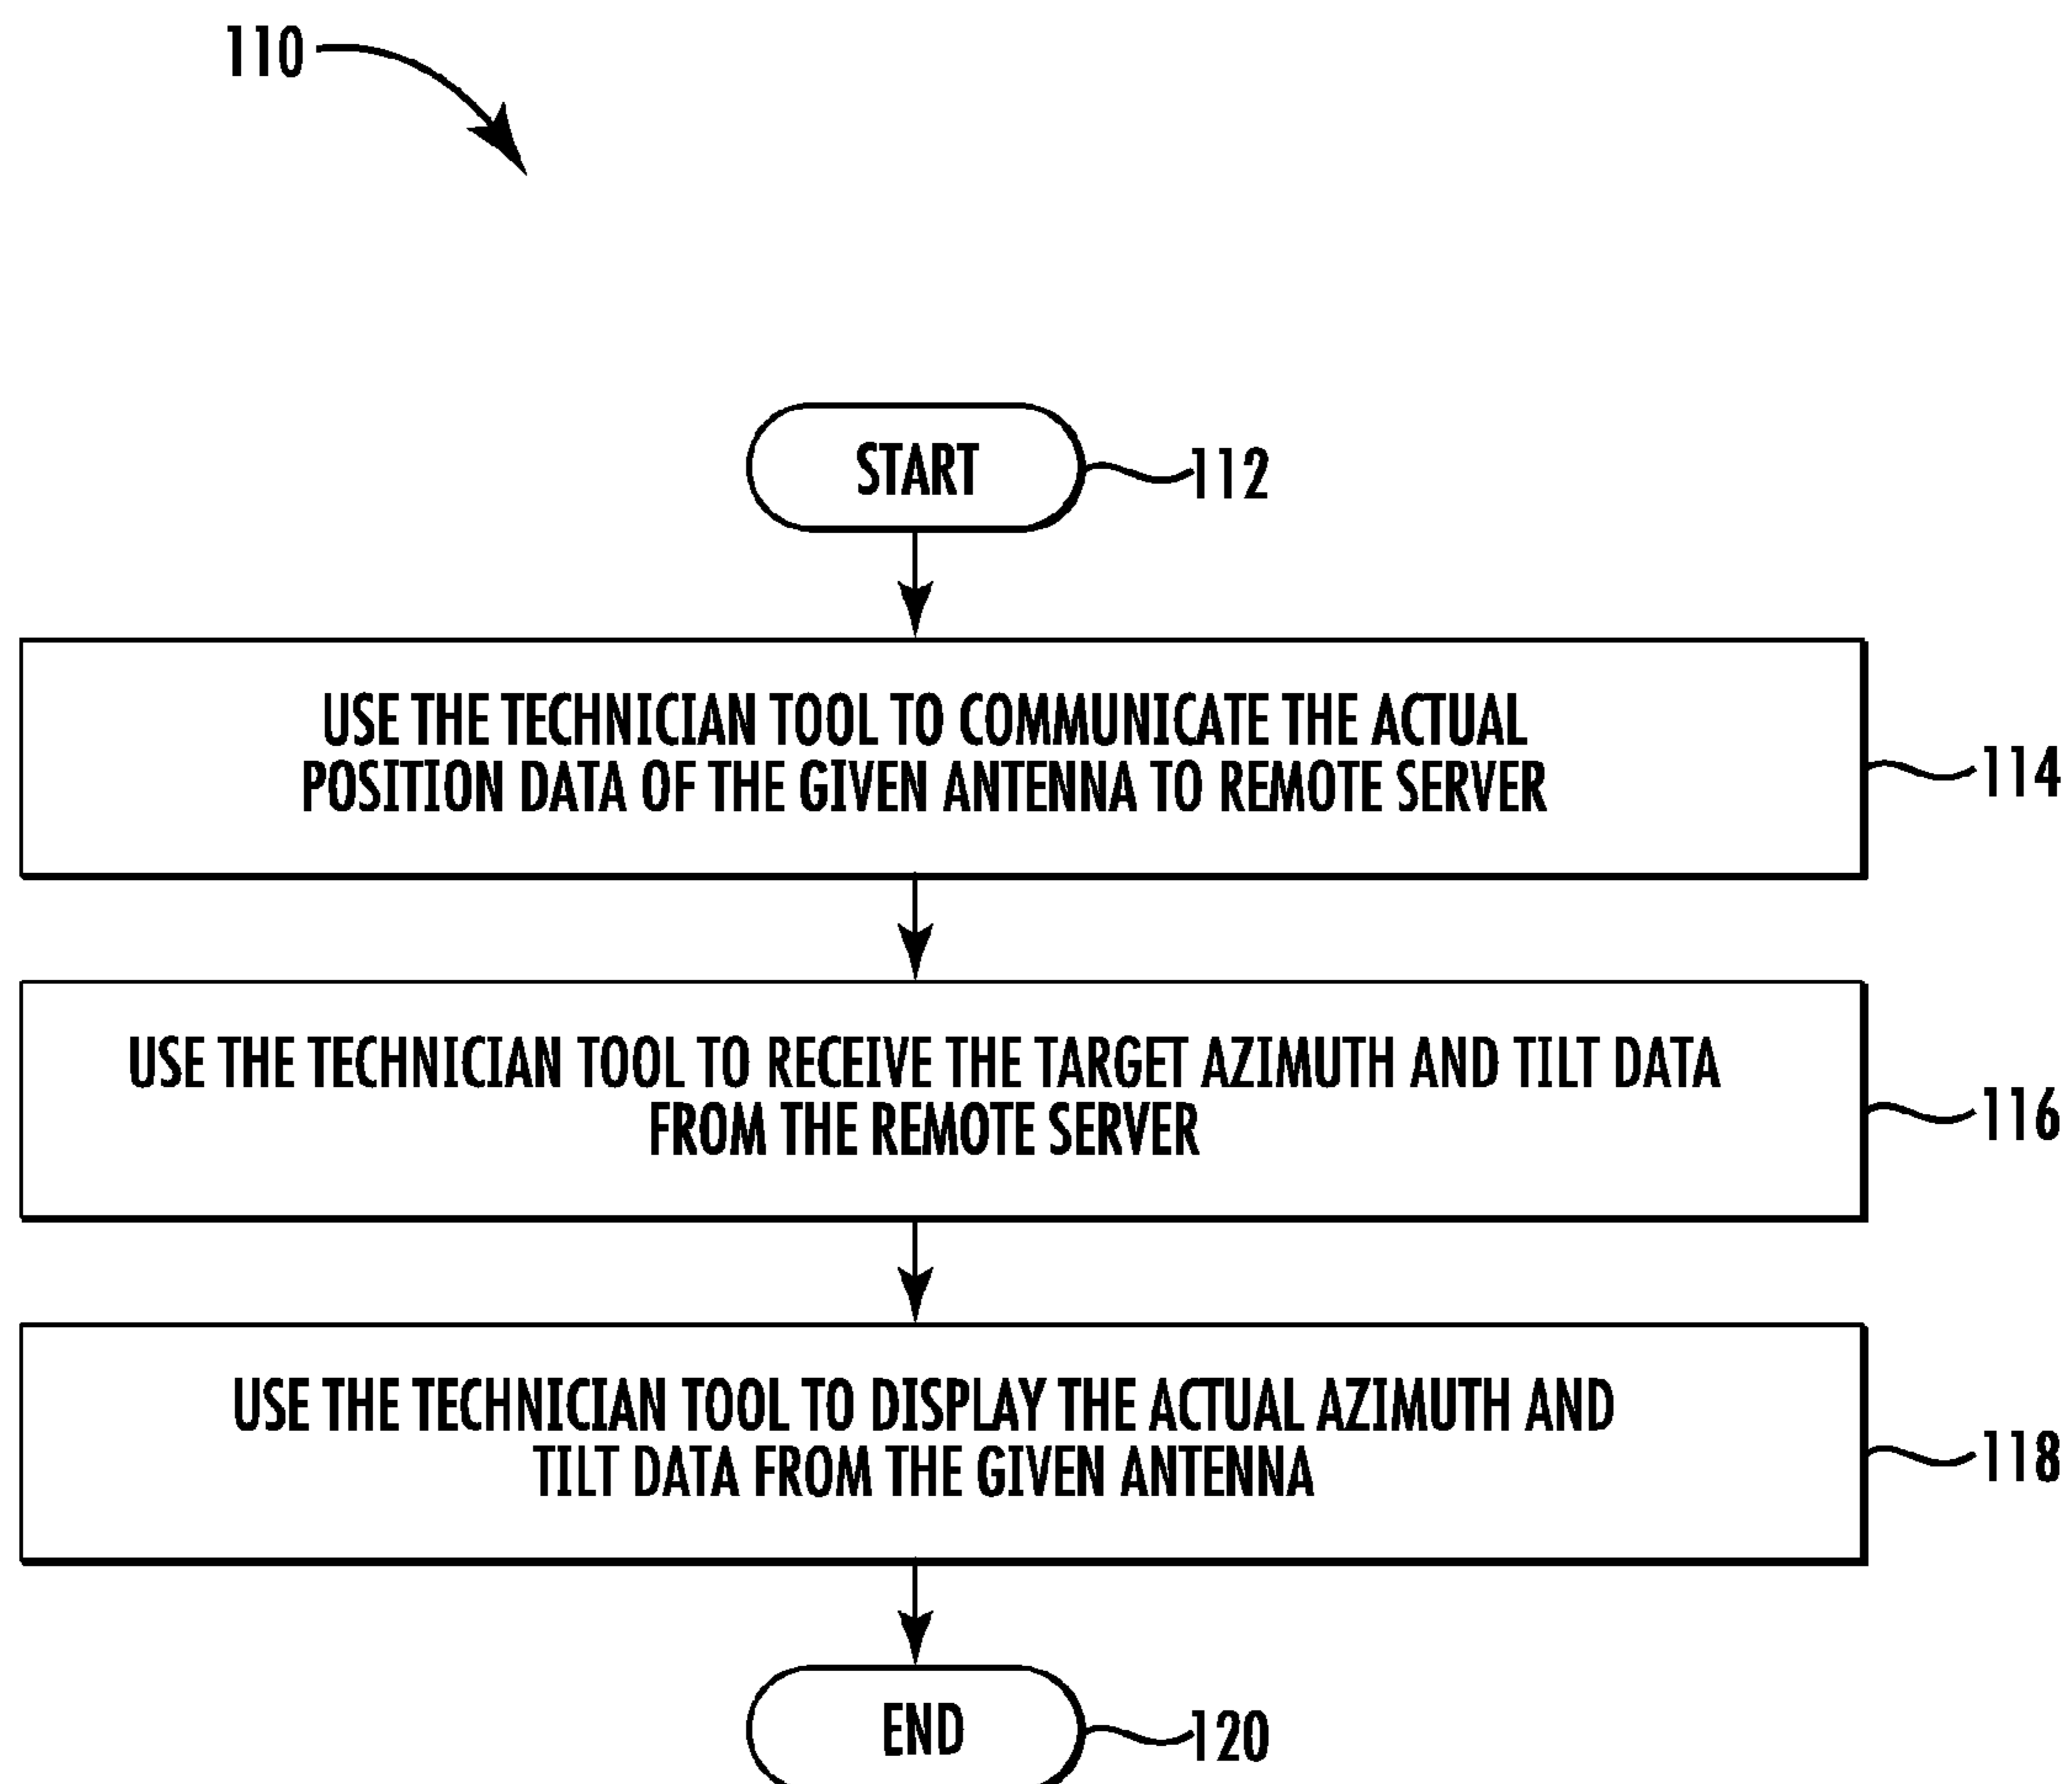 110
START
112
USE THE TECHNICIAN TOOL TO COMMUNICATE THE ACTUAL
POSITION DATA OF THE GIVEN ANTENNA TO REMOTE SERVER
114
USE THE TECHNICIAN TOOL TO RECEIVE THE TARGET AZIMUTH AND TILT DATA
FROM THE REMOTE SERVER
116
USE THE TECHNICIAN TOOL TO DISPLAY THE ACTUAL AZIMUTH AND
TILT DATA FROM THE GIVEN ANTENNA
118
END
120